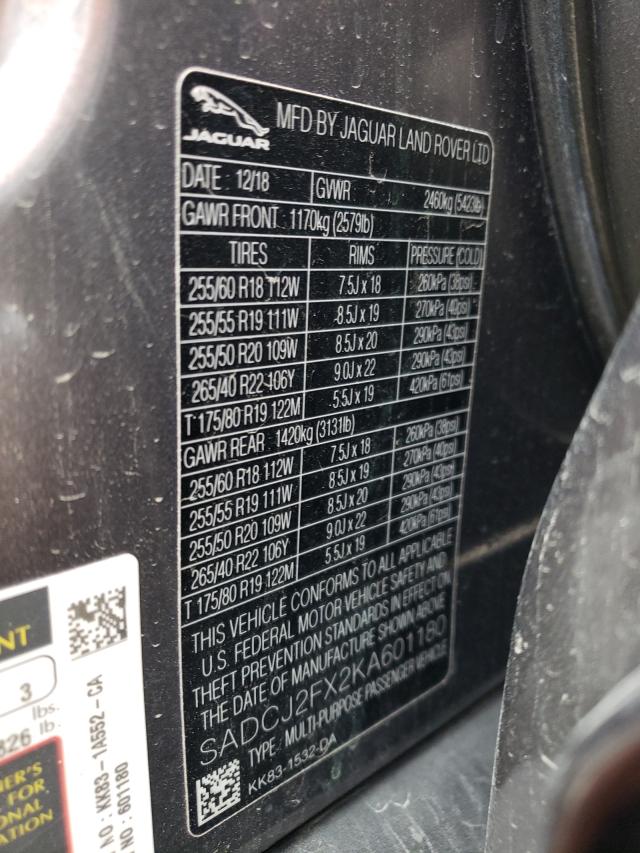 JAGUAR
MFD BY JAGUAR LAND ROVER LTD
DATE : 12/18 GVWR 2460kg (5423lb)
GAWR FRONT 1170kg (2579lb)
TIRES RIMS PRESSURE (COLD)
255/60 R18 112W 7.5J x 18 260kPa (38psi)
255/55 R19 111W 8.5J x 19 270kPa (40psi)
255/50 R20 109W 8.5J x 20 290kPa (43psi)
265/40 R22 106Y 9.0J x 22 290kPa (43psi)
T 175/80 R19 122M 5.5J x 19 420kPa (61psi)
GAWR REAR 1420kg (3131lb)
255/60 R18 112W 7.5J x 18 260kPa (38psi)
255/55 R19 111W 8.5J x 19 270kPa (40psi)
255/50 R20 109W 8.5J x 20 290kPa (43psi)
265/40 R22 106Y 9.0J x 22 290kPa (43psi)
T 175/80 R19 122M 5.5J x 19 420kPa (61psi)
THIS VEHICLE CONFORMS TO ALL APPLICABLE
U.S. FEDERAL MOTOR VEHICLE SAFETY AND
THEFT PREVENTION STANDARDS IN EFFECT ON
THE DATE OF MANUFACTURE SHOWN ABOVE
SADCJ2FX2KA601180
TYPE : MULTI-PURPOSE PASSENGER VEHICLE
KK83-1532-DA
NT
3
lbs.
826 lb.
ER'S
FOR
ONAL
ATION
NO : KK83-1A552-CA
NO : 601180